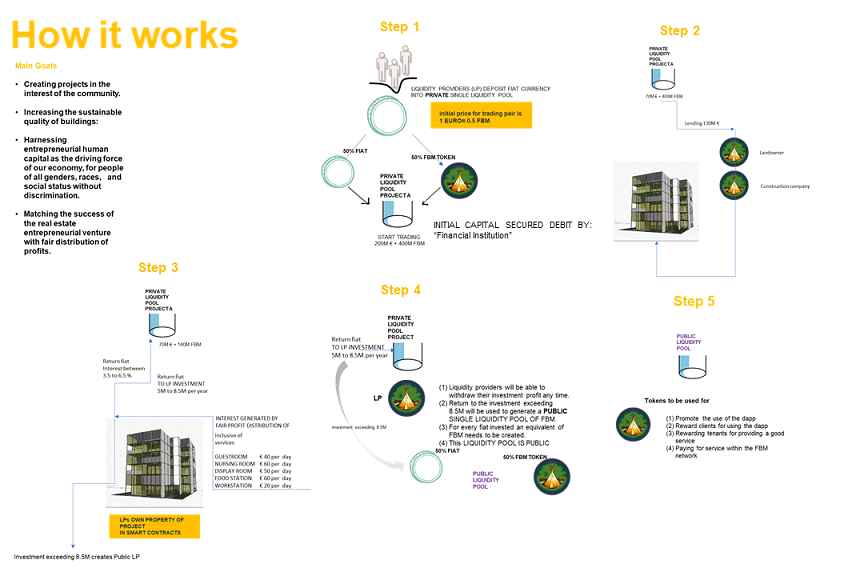 How it works
Main Goals
• Creating projects in the
interest of the community.
• Increasing the sustainable
quality of buildings:
• Harnessing
entrepreneurial human
capital as the driving force
of our economy, for people
of all genders, races, and
social status without
discrimination.
• Matching the success of
the real estate
entrepreneurial venture
with fair distribution of
profits.
Step 1
LIQUIDITY PROVIDERS (LP) DEPOSIT FIAT CURRENCY
INTO PRIVATE SINGLE LIQUIDITY POOL
initial price for trading pair is
1 EURO= 0.5 FBM
50% FIAT
50% FBM TOKEN
PRIVATE
LIQUIDITY
POOL
PROJECT A
START TRADING
200M € + 400M FBM
INITIAL CAPITAL SECURED DEBIT BY:
“Financial Institution”
Step 2
PRIVATE
LIQUIDITY
POOL
PROJECT A
70M € + 400M FBM
Lending 130M €
Landowner
Construction company
Step 3
PRIVATE
LIQUIDITY
POOL
PROJECT A
70M € + 140M FBM
Return fiat
Interest between
3.5 to 6.5 %
Return fiat
TO LP INVESTMENT
5M to 8.5M per year
INTEREST GENERATED BY
FAIR PROFIT DISTRIBUTION OF
Inclusive of
services
GUESTROOM € 40 per day
NURSING ROOM € 60 per day
DISPLAY ROOM € 50 per day
FOOD STATION € 60 per day
WORKSTATION € 20 per day
LPs OWN PROPERTY OF
PROJECT
IN SMART CONTRACTS
Investment exceeding 8.5M creates Public LP
Step 4
PRIVATE
LIQUIDITY
POOL
PROJECT
Return fiat
TO LP INVESTMENT
5M to 8.5M per year
LP
(1) Liquidity providers will be able to
withdraw their investment profit any time.
(2) Return to the investment exceeding
8.5M will be used to generate a PUBLIC
SINGLE LIQUIDITY POOL OF FBM
(3) For every fiat invested an equivalent of
FBM needs to be created.
(4) This LIQUIDITY POOL IS PUBLIC
nvestment exceeding
50% FIAT
50% FBM TOKEN
PUBLIC
LIQUIDITY
POOL
Step 5
PUBLIC
LIQUIDITY
POOL
Tokens to be used for
(1) Promote the use of the dapp
(2) Reward clients for using the dapp
(3) Rewarding tenants for providing a good
service
(4) Paying for service within the FBM
network